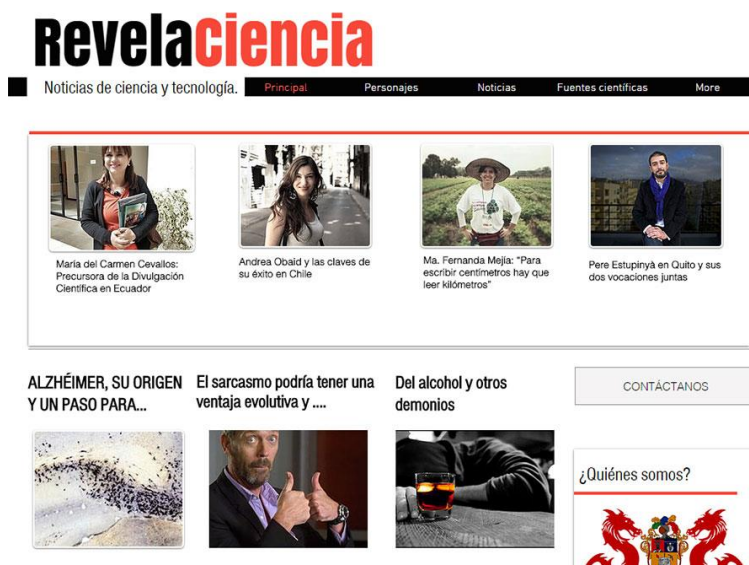 RevelaCiencia
Noticias de ciencia y tecnología.
Principal
Personajes
Noticias
Fuentes científicas
More
María del Carmen Cevallos:
Precursora de la Divulgación
Científica en Ecuador
Andrea Obaid y las claves de
su éxito en Chile
Ma. Fernanda Mejía: "Para
escribir centímetros hay que
leer kilómetros"
Pere Estupinyà en Quito y sus
dos vocaciones juntas
ALZHÉIMER, SU ORIGEN
Y UN PASO PARA...
El sarcasmo podría tener una
ventaja evolutiva y ....
Del alcohol y otros
demonios
CONTÁCTANOS
¿Quiénes somos?